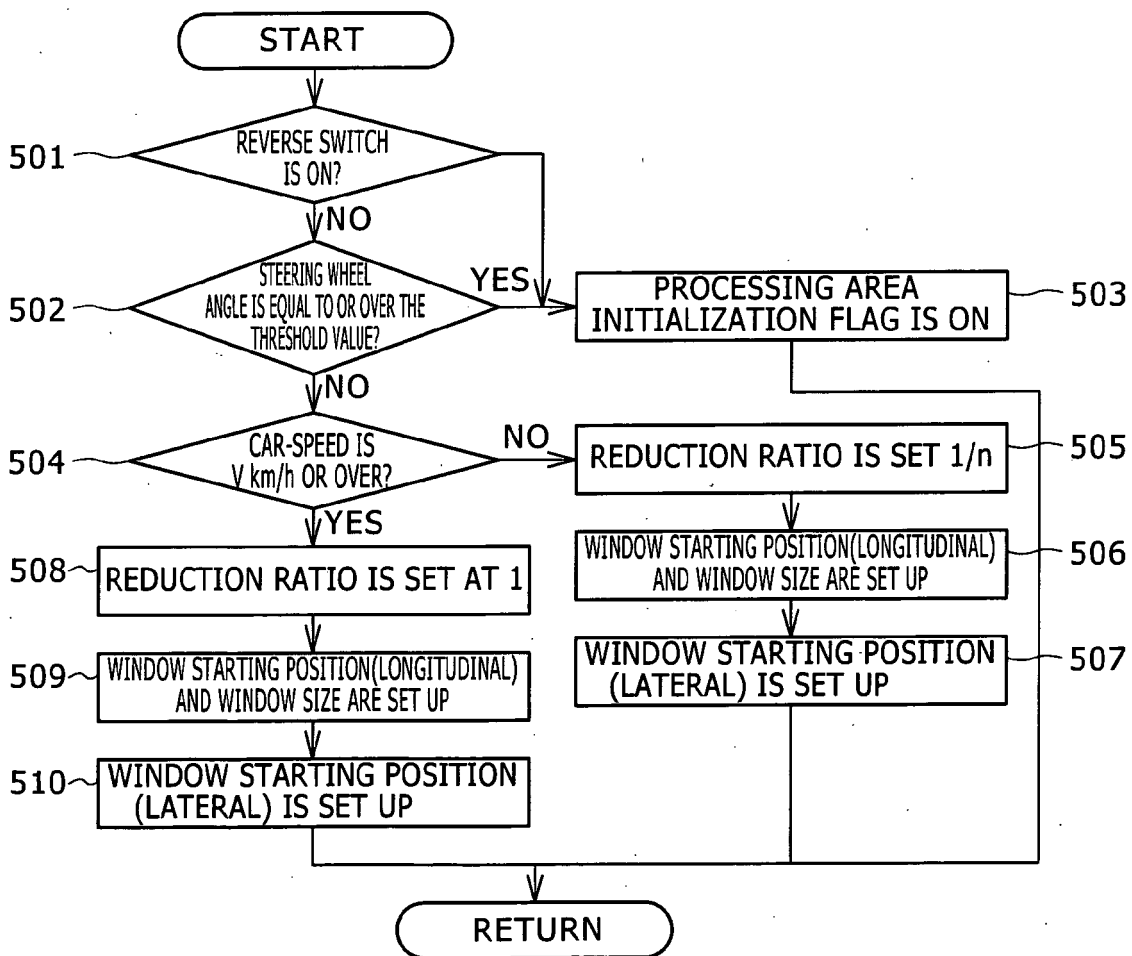 START
501
REVERSE SWITCH
IS ON?
NO
502
STEERING WHEEL
ANGLE IS EQUAL TO OR OVER THE
THRESHOLD VALUE?
YES
PROCESSING AREA
INITIALIZATION FLAG IS ON
503
NO
504
CAR-SPEED IS
V km/h OR OVER?
NO
REDUCTION RATIO IS SET 1/n
505
YES
508
REDUCTION RATIO IS SET AT 1
WINDOW STARTING POSITION(LONGITUDINAL)
AND WINDOW SIZE ARE SET UP
506
509
WINDOW STARTING POSITION(LONGITUDINAL)
AND WINDOW SIZE ARE SET UP
WINDOW STARTING POSITION
(LATERAL) IS SET UP
507
510
WINDOW STARTING POSITION
(LATERAL) IS SET UP
RETURN